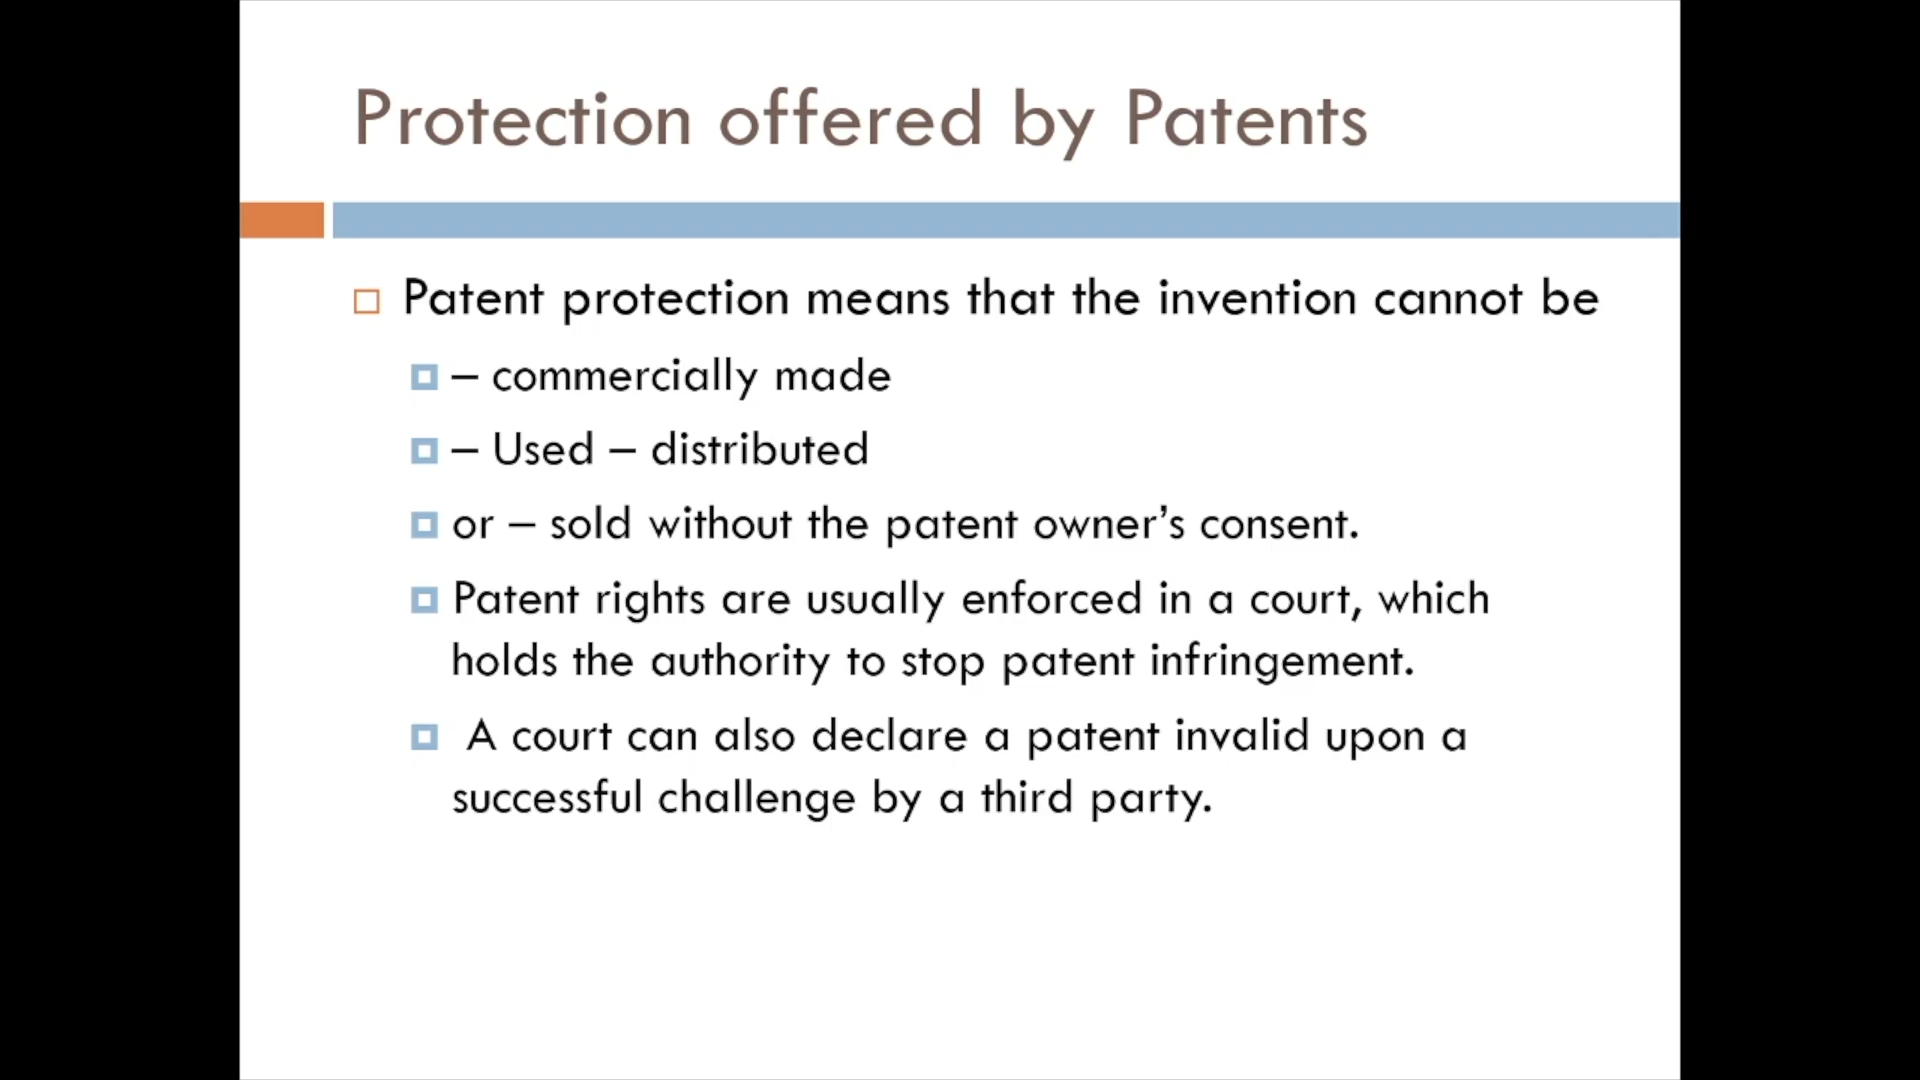 Protection offered by Patents
Patent protection means that the invention cannot be
– commercially made
– Used – distributed
or – sold without the patent owner’s consent.
Patent rights are usually enforced in a court, which
holds the authority to stop patent infringement.
A court can also declare a patent invalid upon a
successful challenge by a third party.